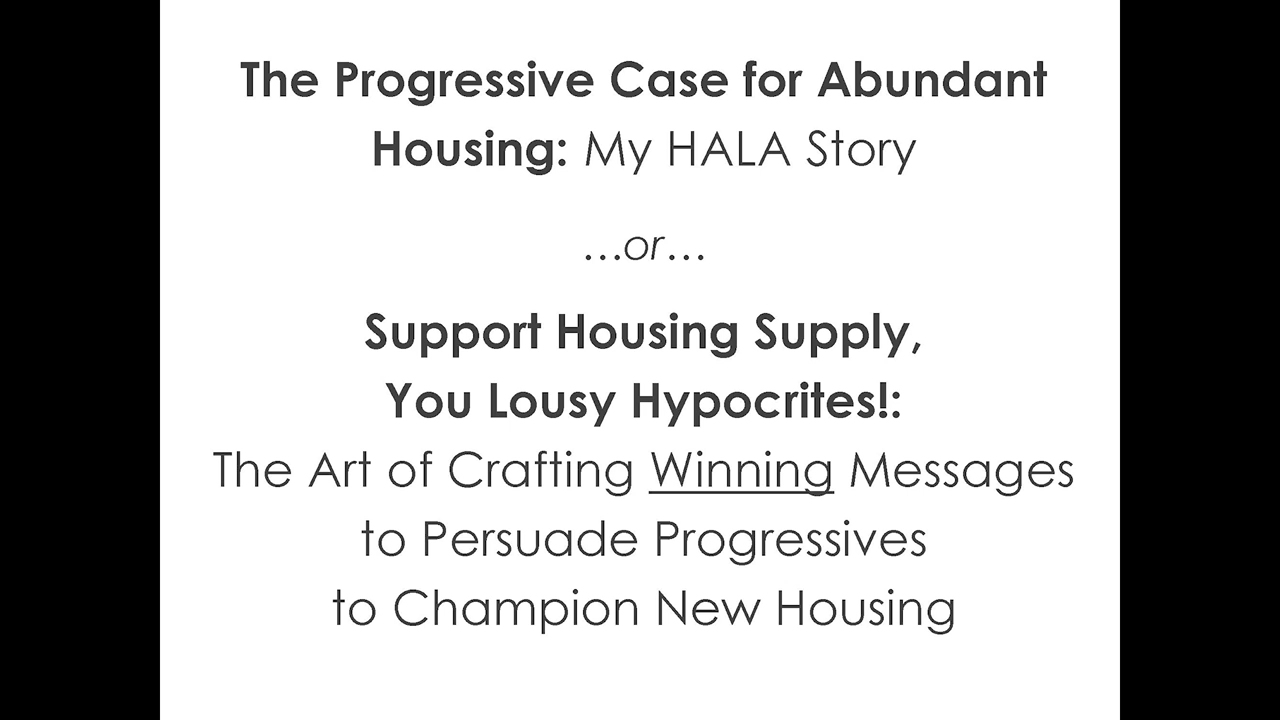 The Progressive Case for Abundant
Housing: My HALA Story
…or…
Support Housing Supply,
You Lousy Hypocrites!:
The Art of Crafting Winning Messages
to Persuade Progressives
to Champion New Housing